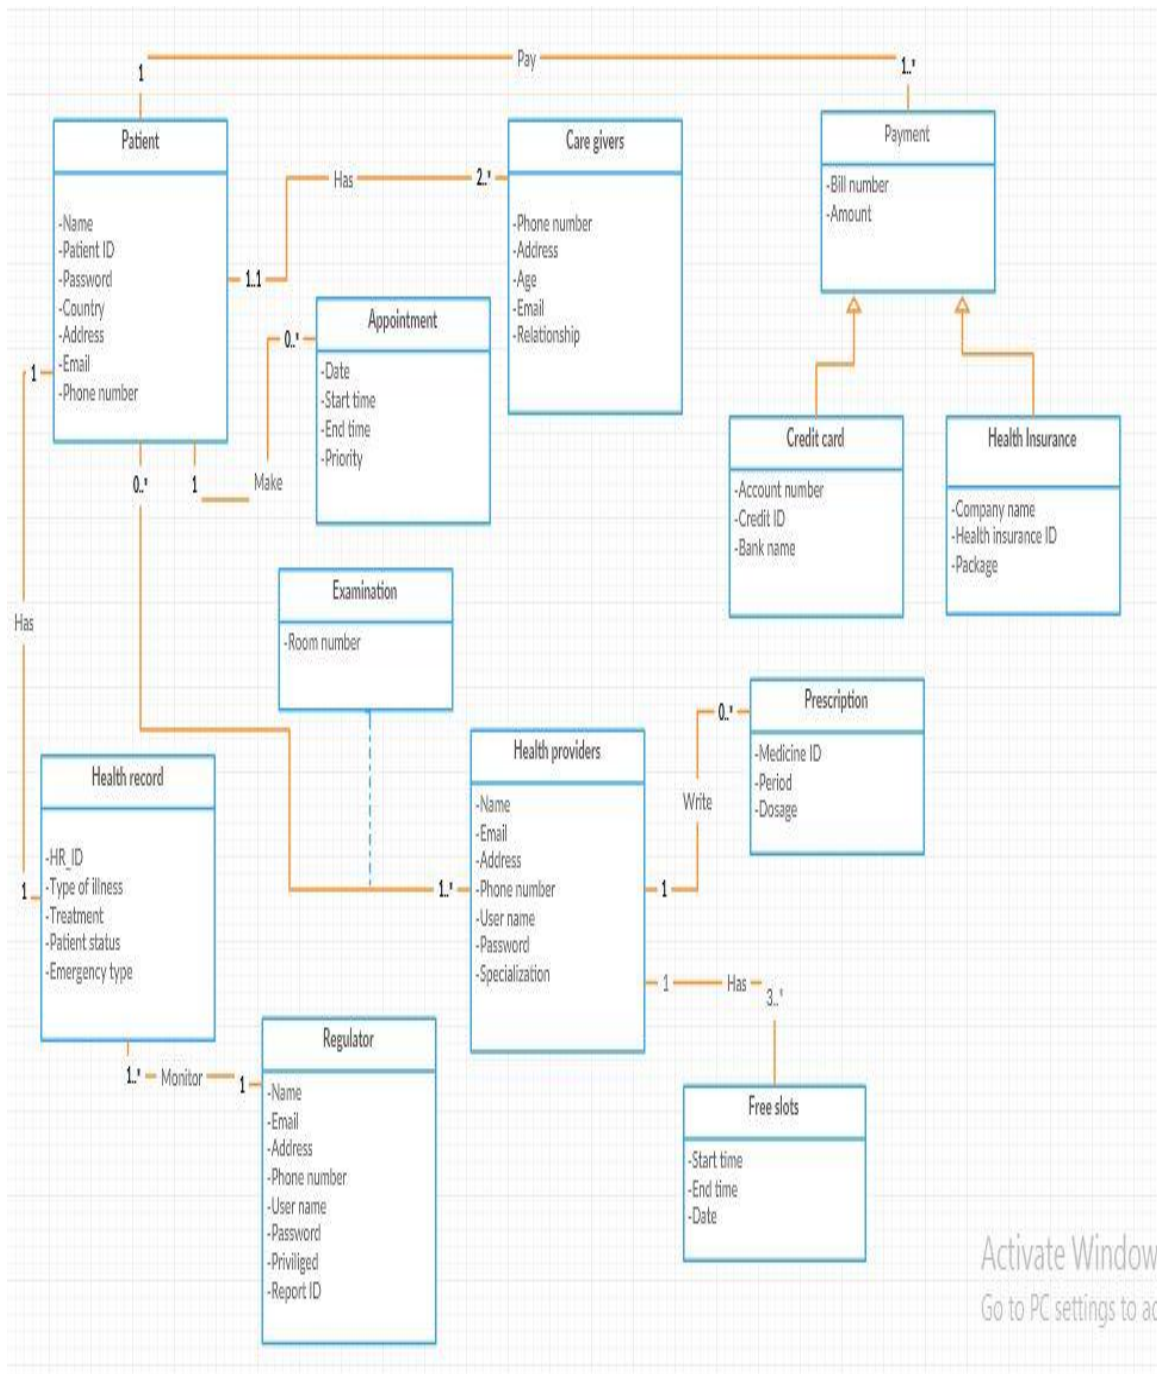 Pay
1
1..*
Patient
-Name
-Patient ID
-Password
-Country
-Address
-Email
-Phone number
Has
2..*
1..1
Care givers
-Phone number
-Address
-Age
-Email
-Relationship
Payment
-Bill number
-Amount
0..*
Appointment
-Date
-Start time
-End time
-Priority
1
0..*
1
Make
Credit card
-Account number
-Credit ID
-Bank name
Health Insurance
-Company name
-Health insurance ID
-Package
Has
Examination
-Room number
Health record
-HR_ID
-Type of illness
-Treatment
-Patient status
-Emergency type
1
1..*
Health providers
-Name
-Email
-Address
-Phone number
-User name
-Password
-Specialization
0..*
Write
1
Prescription
-Medicine ID
-Period
-Dosage
1
Has
3..*
1..*
Monitor
1
Regulator
-Name
-Email
-Address
-Phone number
-User name
-Password
-Priviliged
-Report ID
Free slots
-Start time
-End time
-Date
Activate Window
Go to PC settings to ac